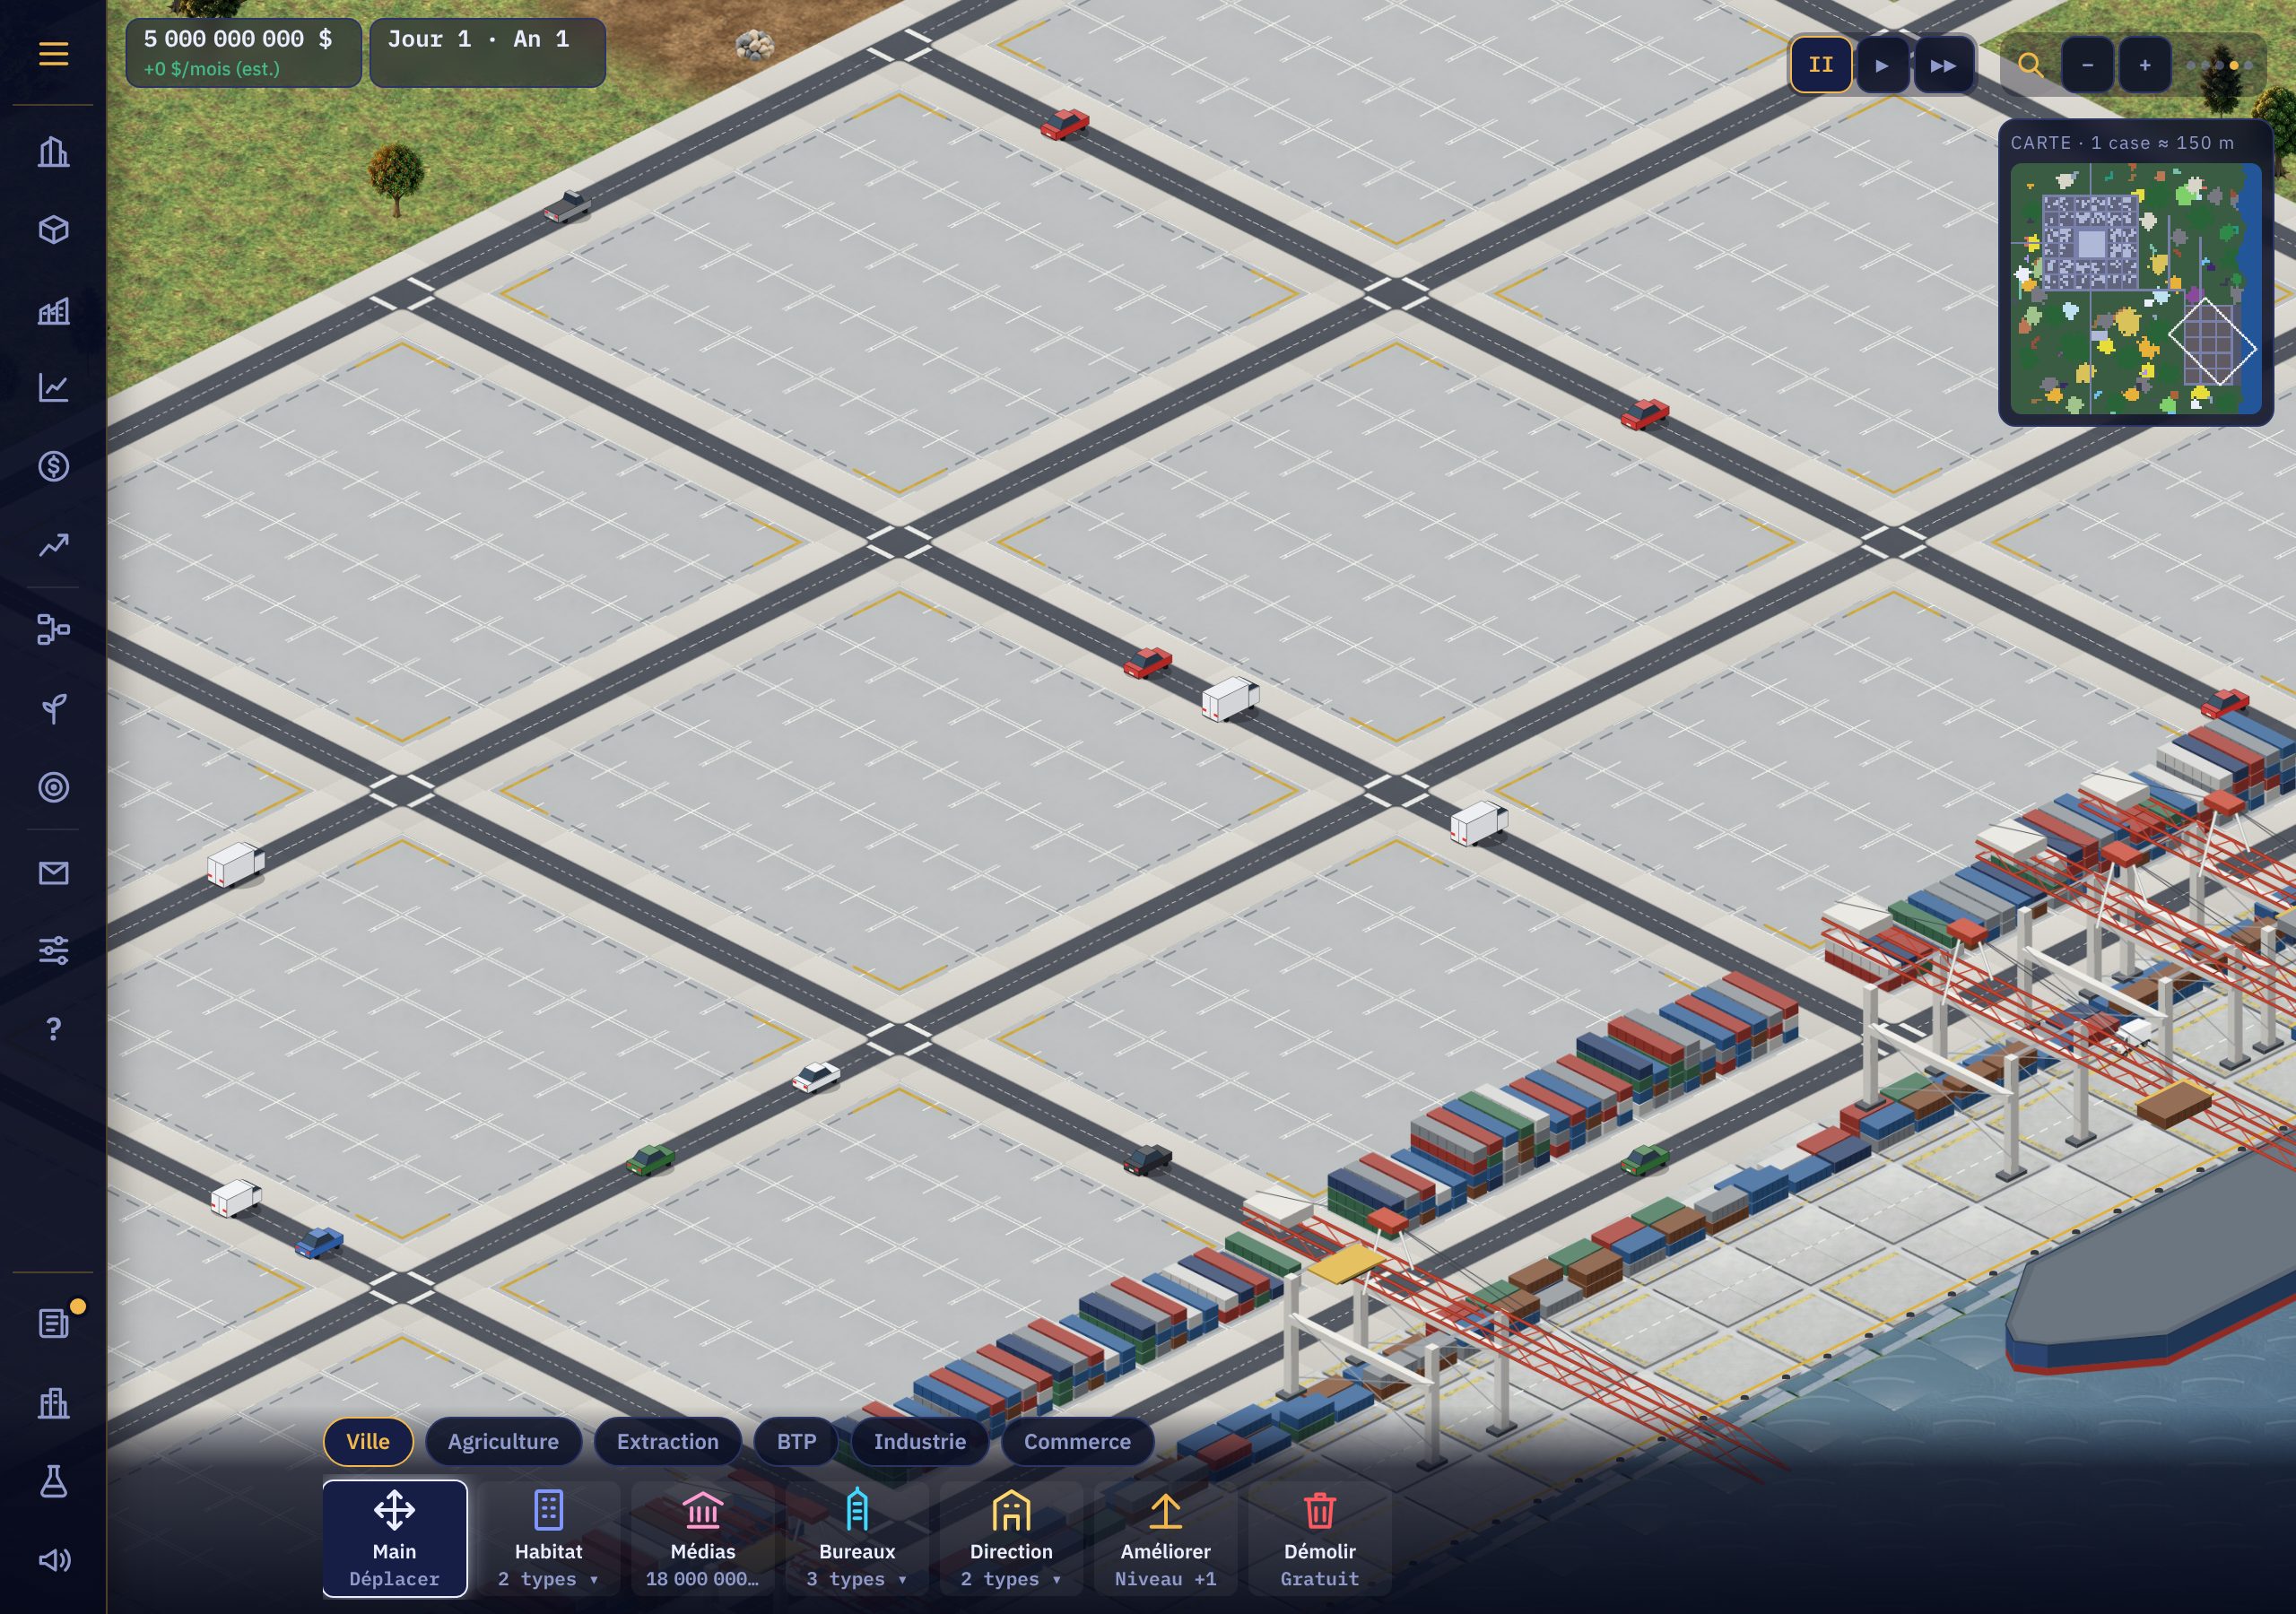 5 000 000 000 $
+0 $/mois (est.)
Jour 1 · An 1
CARTE · 1 case ≈ 150 m
Ville
Agriculture
Extraction
BTP
Industrie
Commerce
Main
Déplacer
Habitat
2 types ▾
Médias
18 000 000…
Bureaux
3 types ▾
Direction
2 types ▾
Améliorer
Niveau +1
Démolir
Gratuit